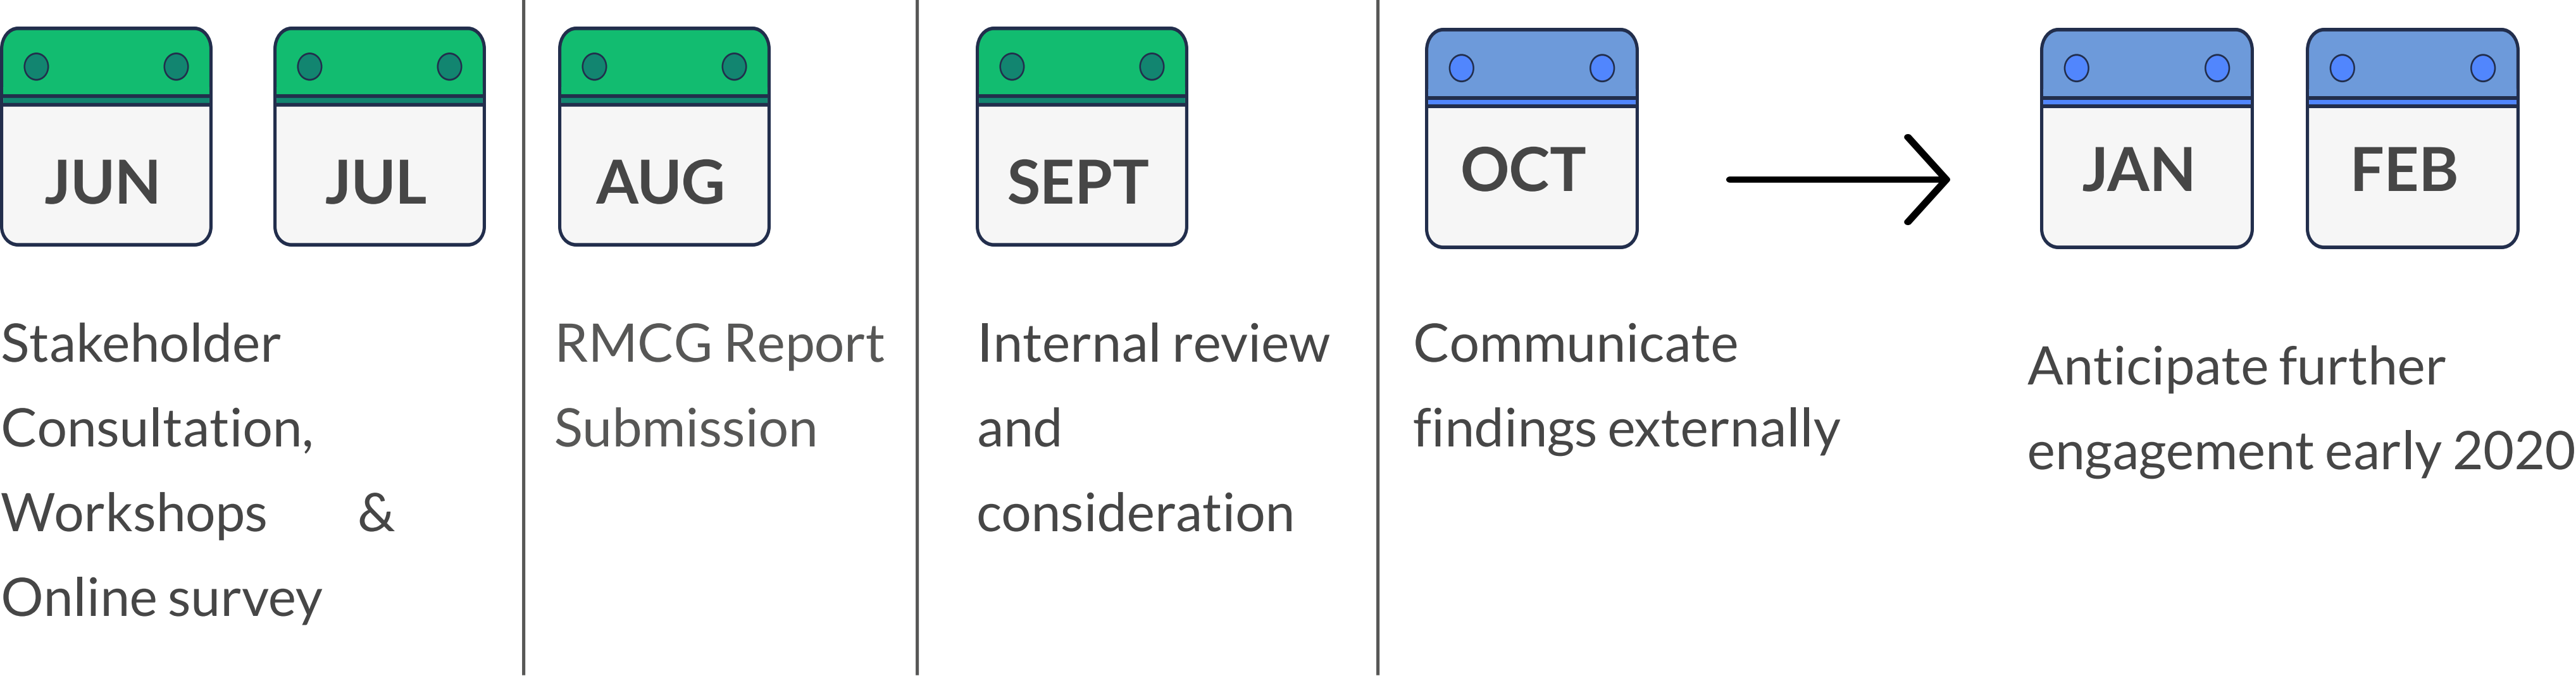 JUN
JUL
AUG
SEPT
OCT
JAN
FEB
Stakeholder
Consultation,
Workshops &
Online survey
RMCG Report
Submission
Internal review
and
consideration
Communicate
findings externally
Anticipate further
engagement early 2020